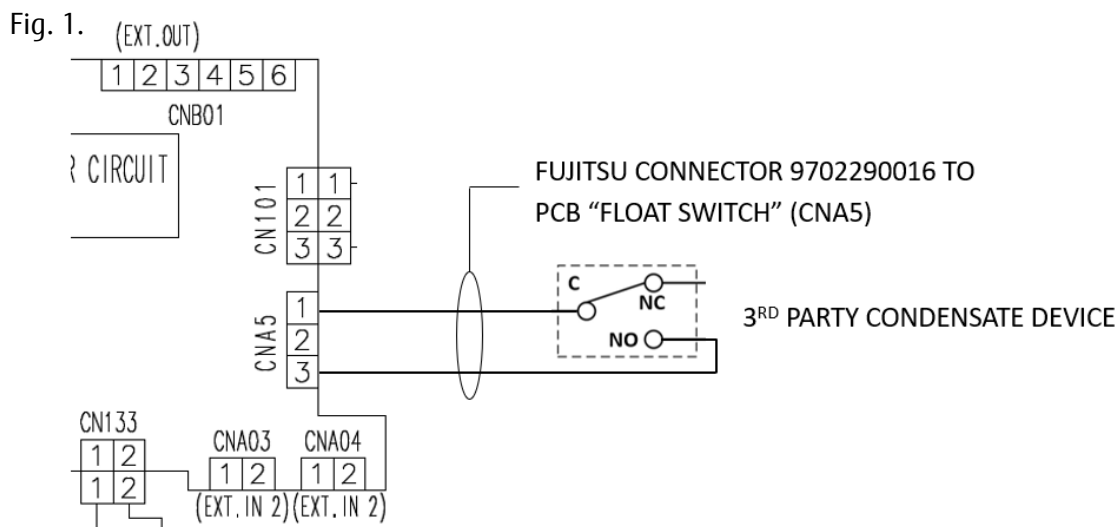 Fig. 1.
(EXT.OUT)
1 2 3 4 5 6
CNB01
R CIRCUIT
FUJITSU CONNECTOR 9702290016 TO
PCB “FLOAT SWITCH” (CNA5)
CN101
1 1
2 2
3 3
C
NC
NO
3RD PARTY CONDENSATE DEVICE
CNA5
1
2
3
CN133
1 2
1 2
CNA03
1 2
(EXT. IN 2)
CNA04
1 2
(EXT. IN 2)